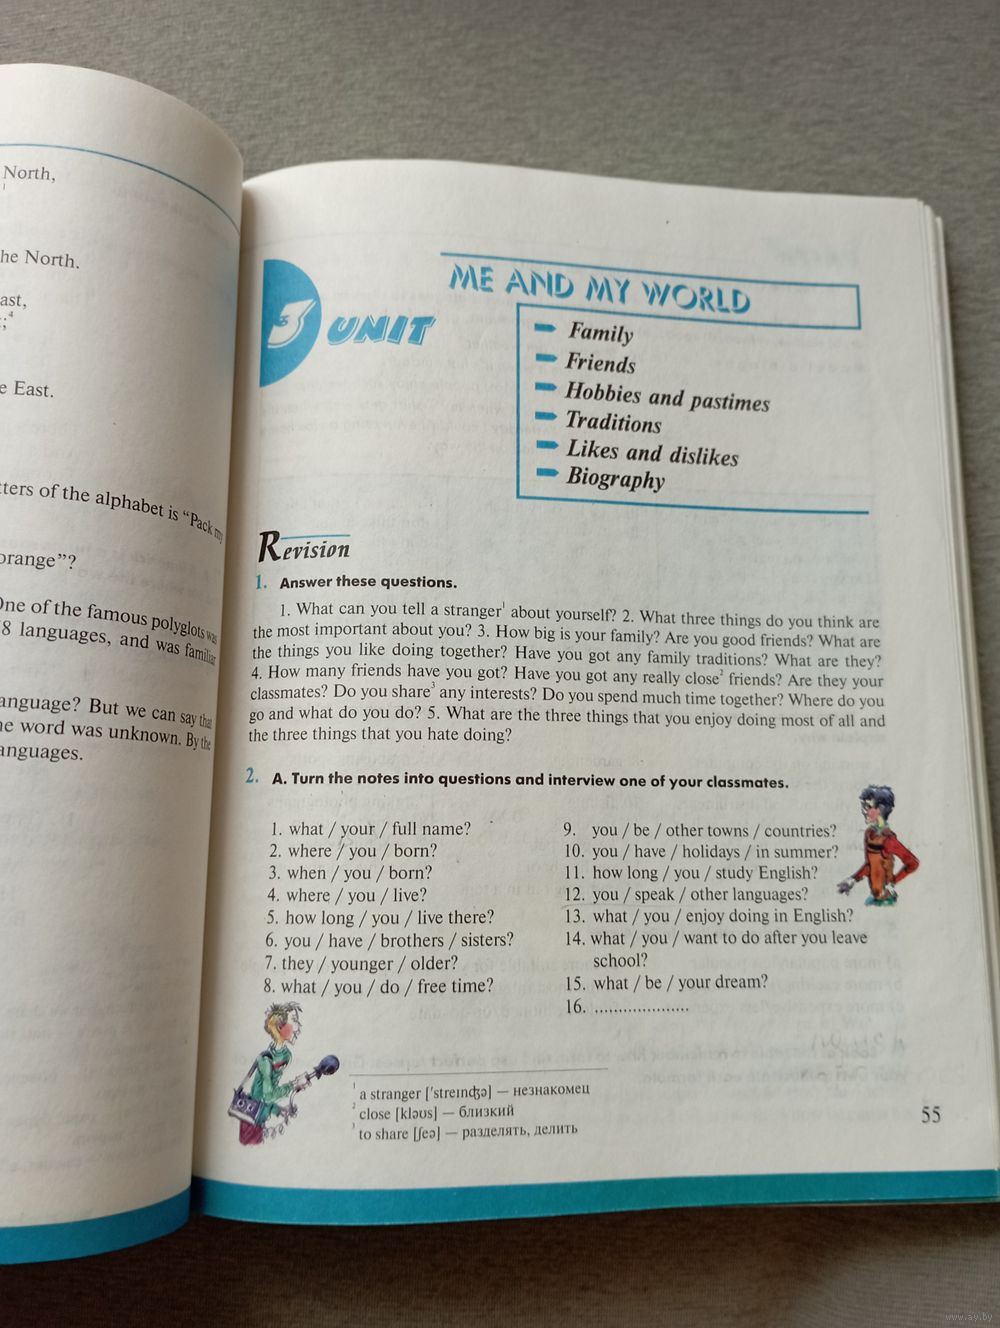 North,
1
he North.
ast,
;4
e East.
tters of the alphabet is “Pack my
orange”?
One of the famous polyglots was
8 languages, and was familiar
anguage? But we can say that
ne word was unknown. By the
anguages.
3 UNIT
ME AND MY WORLD
Family
Friends
Hobbies and pastimes
Traditions
Likes and dislikes
Biography
Revision
1. Answer these questions.
1. What can you tell a stranger1 about yourself? 2. What three things do you think are
the most important about you? 3. How big is your family? Are you good friends? What are
the things you like doing together? Have you got any family traditions? What are they?
4. How many friends have you got? Have you got any really close2 friends? Are they your
classmates? Do you share3 any interests? Do you spend much time together? Where do you
go and what do you do? 5. What are the three things that you enjoy doing most of all and
the three things that you hate doing?
2. A. Turn the notes into questions and interview one of your classmates.
1. what / your / full name?
2. where / you / born?
3. when / you / born?
4. where / you / live?
5. how long / you / live there?
6. you / have / brothers / sisters?
7. they / younger / older?
8. what / you / do / free time?
9. you / be / other towns / countries?
10. you / have / holidays / in summer?
11. how long / you / study English?
12. you / speak / other languages?
13. what / you / enjoy doing in English?
14. what / you / want to do after you leave
school?
15. what / be / your dream?
16. ....................
1 a stranger ['streɪnʤə] — незнакомец
2 close [kləʊs] — близкий
3 to share [ʃeə] — разделять, делить
55
www.ay.by